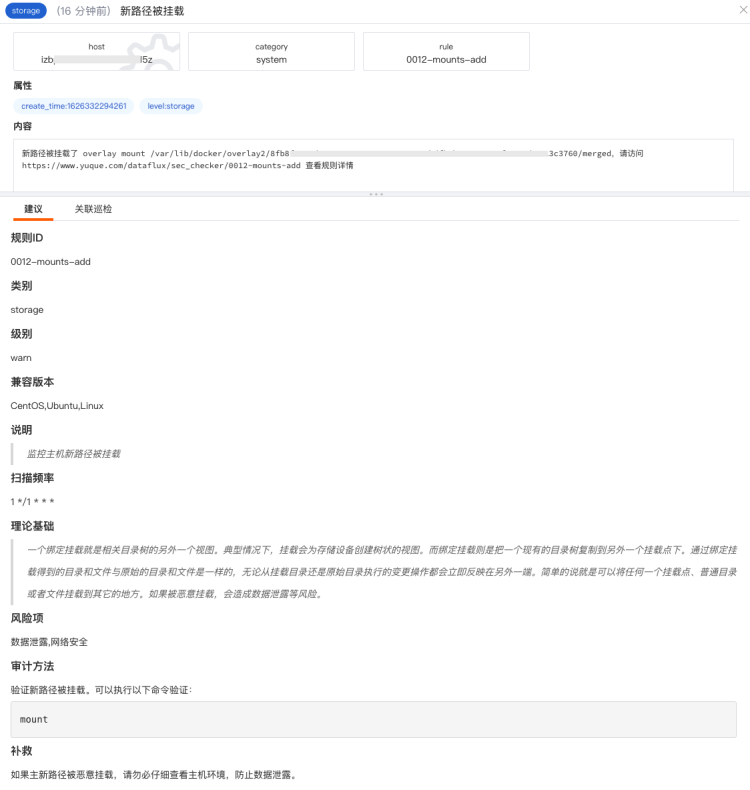 storage （16 分钟前） 新路径被挂载
host
izb l5z
category
system
rule
0012-mounts-add
属性
create_time:1626332294261 level:storage
内容
新路径被挂载了 overlay mount /var/lib/docker/overlay2/8fb8 3c3760/merged，请访问
https://www.yuque.com/dataflux/sec_checker/0012-mounts-add 查看规则详情
建议 关联巡检
规则ID
0012-mounts-add
类别
storage
级别
warn
兼容版本
CentOS,Ubuntu,Linux
说明
监控主机新路径被挂载
扫描频率
1 */1 * * *
理论基础
一个绑定挂载就是相关目录树的另外一个视图。典型情况下，挂载会为存储设备创建树状的视图。而绑定挂载则是把一个现有的目录树复制到另外一个挂载点下。通过绑定挂
载得到的目录和文件与原始的目录和文件是一样的，无论从挂载目录还是原始目录执行的变更操作都会立即反映在另外一端。简单的说就是可以将任何一个挂载点、普通目录
或者文件挂载到其它的地方。如果被恶意挂载，会造成数据泄露等风险。
风险项
数据泄露,网络安全
审计方法
验证新路径被挂载。可以执行以下命令验证：
mount
补救
如果主新路径被恶意挂载，请勿必仔细查看主机环境，防止数据泄露。